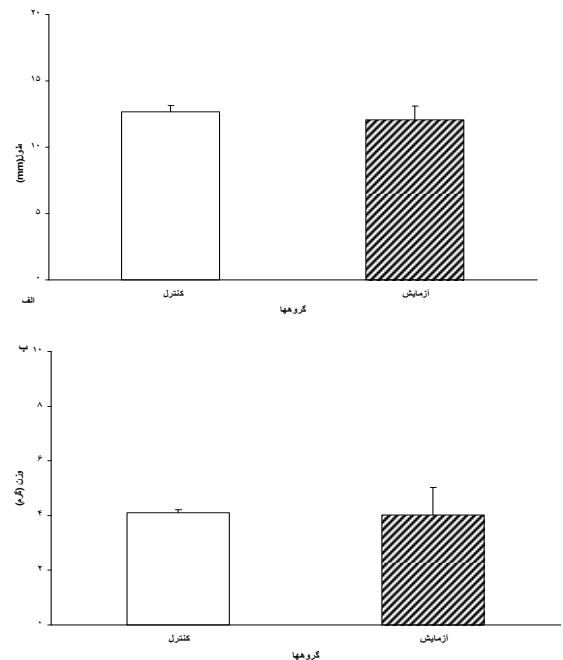 ۲۰
۱۵
۱۰
۵
۰
طول(mm)
کنترل
آزمایش
گروهها
الف
ب
۱۰
۸
۶
۴
۲
۰
وزن (گرم)
کنترل
آزمایش
گروهها